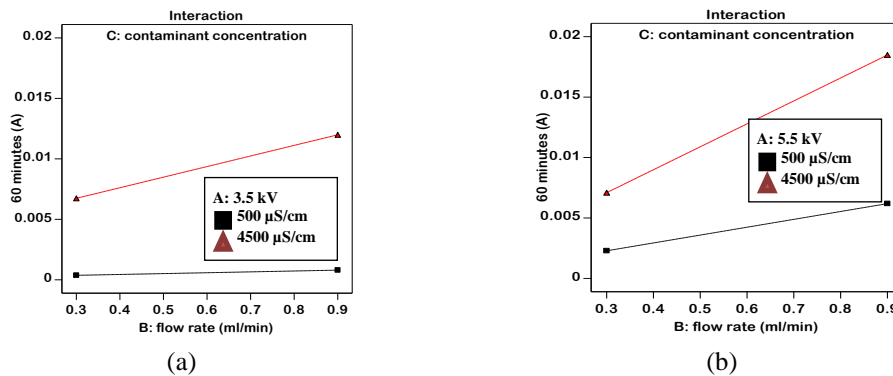 Interaction
C: contaminant concentration
0.02
0.015
0.01
0.005
0
60 minutes (A)
A: 3.5 kV
500 µS/cm
4500 µS/cm
0.3 0.4 0.5 0.6 0.7 0.8 0.9
B: flow rate (ml/min)
(a)
Interaction
C: contaminant concentration
0.02
0.015
0.01
0.005
0
60 minutes (A)
A: 5.5 kV
500 µS/cm
4500 µS/cm
0.3 0.4 0.5 0.6 0.7 0.8 0.9
B: flow rate (ml/min)
(b)